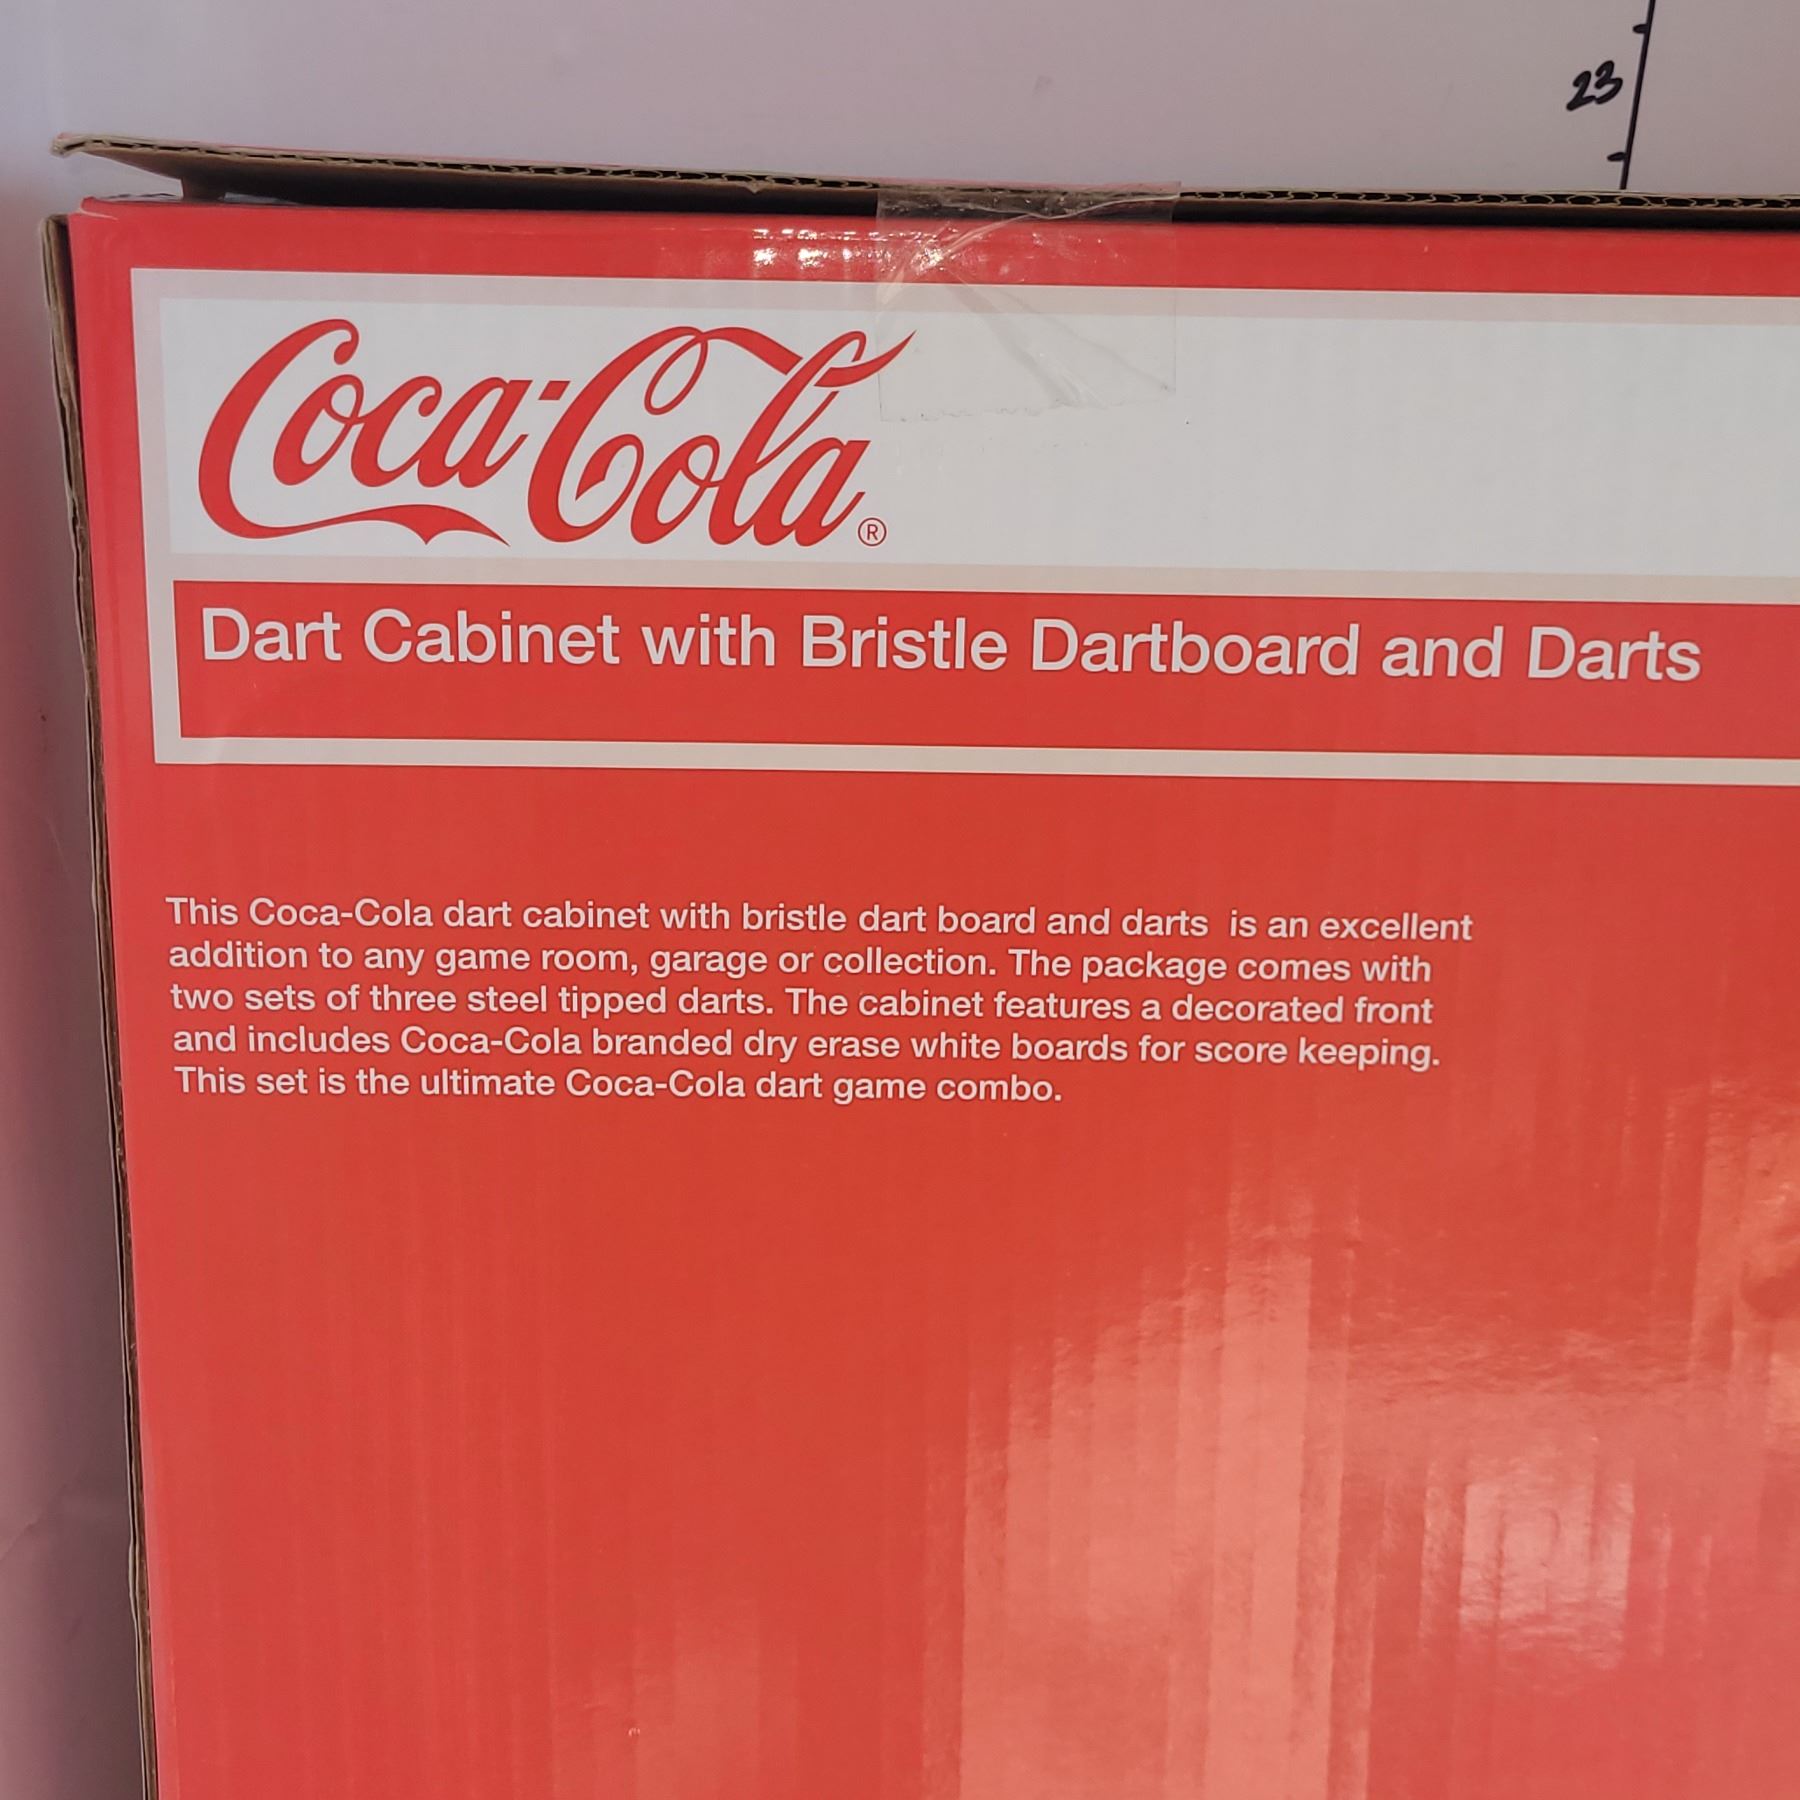 23
Coca-Cola®
Dart Cabinet with Bristle Dartboard and Darts
This Coca-Cola dart cabinet with bristle dart board and darts is an excellent
addition to any game room, garage or collection. The package comes with
two sets of three steel tipped darts. The cabinet features a decorated front
and includes Coca-Cola branded dry erase white boards for score keeping.
This set is the ultimate Coca-Cola dart game combo.